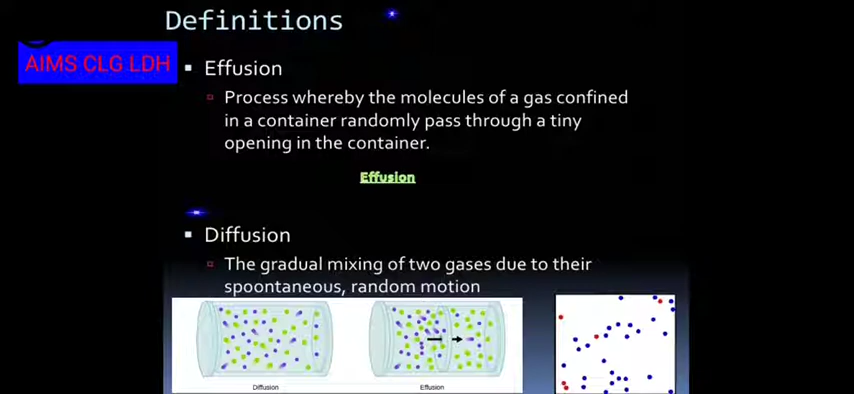 Definitions
AIMS CLG LDH
Effusion
Process whereby the molecules of a gas confined
in a container randomly pass through a tiny
opening in the container.
Effusion
Diffusion
The gradual mixing of two gases due to their
spoontaneous, random motion
Diffusion
Effusion